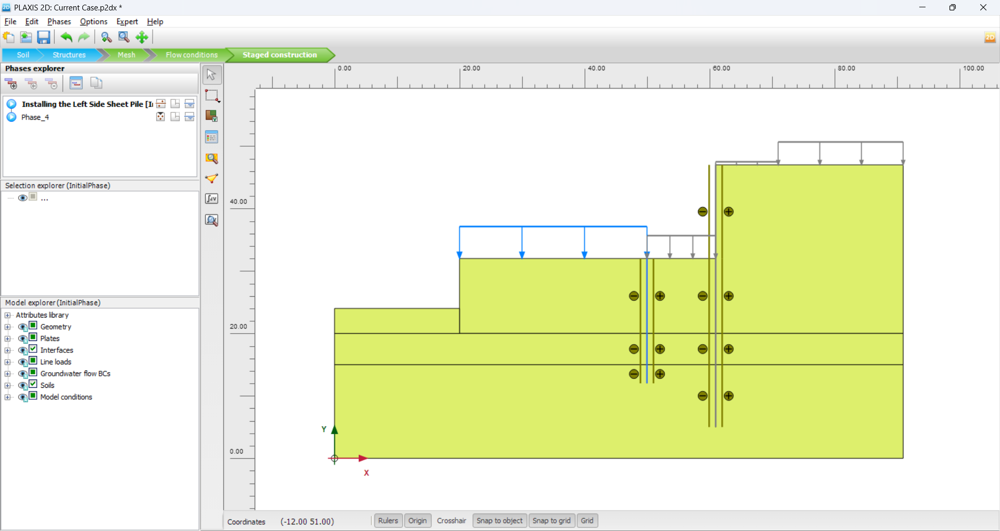 2D PLAXIS 2D: Current Case.p2dx *
File Edit Phases Options Expert Help
2D
Soil Structures Mesh Flow conditions Staged construction
Phases explorer
Installing the Left Side Sheet Pile [I
Phase_4
Selection explorer (InitialPhase)
...
Model explorer (InitialPhase)
Attributes library
Geometry
Plates
Interfaces
Line loads
Groundwater flow BCs
Soils
Model conditions
∫dv
0.00 20.00 40.00 60.00 80.00 100.00
40.00
20.00
0.00
Y
X
Coordinates (-12.00 51.00) Rulers Origin Crosshair Snap to object Snap to grid Grid